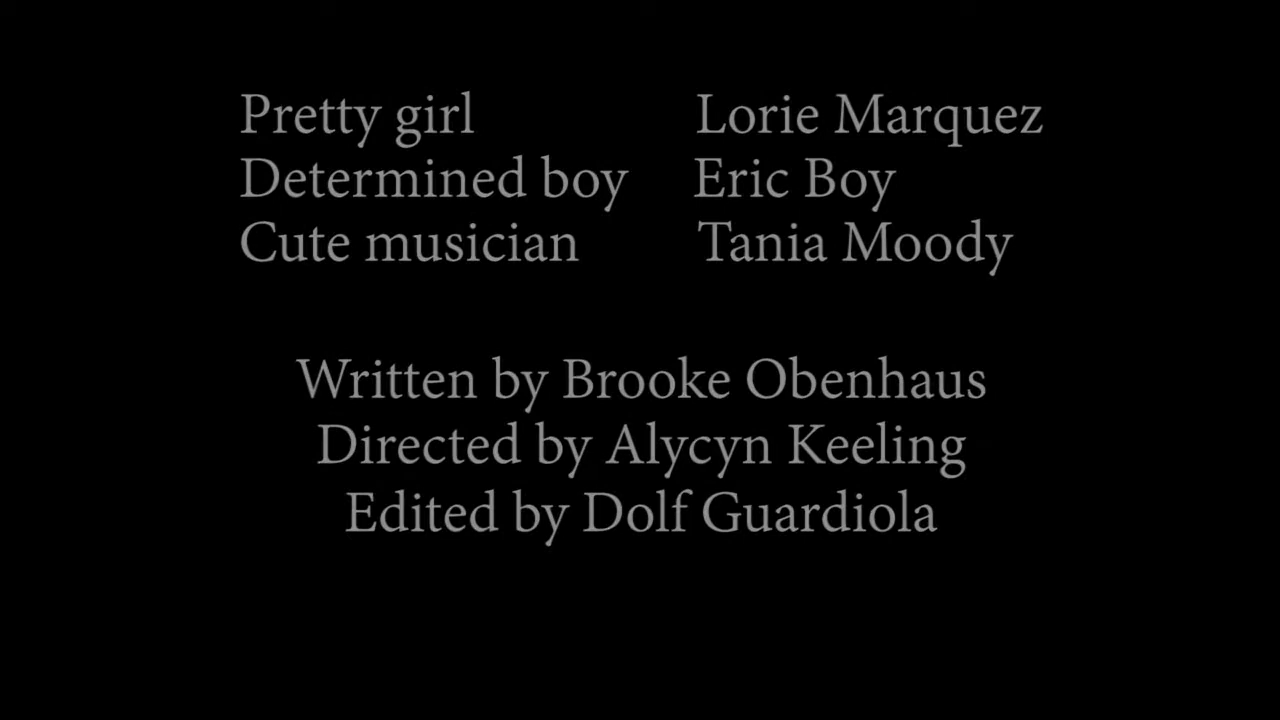 Pretty girl Lorie Marquez
Determined boy Eric Boy
Cute musician Tania Moody
Written by Brooke Obenhaus
Directed by Alycyn Keeling
Edited by Dolf Guardiola